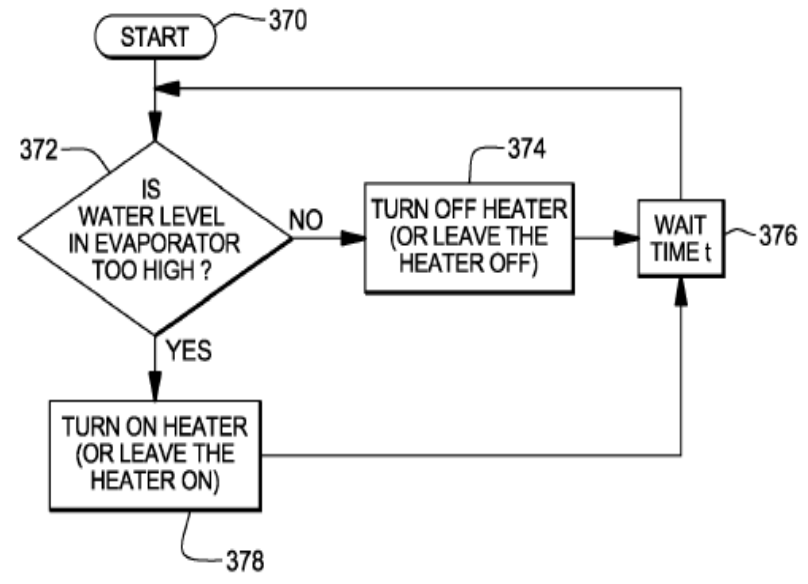 START
370
372
IS
WATER LEVEL
IN EVAPORATOR
TOO HIGH ?
NO
374
TURN OFF HEATER
(OR LEAVE THE
HEATER OFF)
WAIT
TIME t
376
YES
TURN ON HEATER
(OR LEAVE THE
HEATER ON)
378